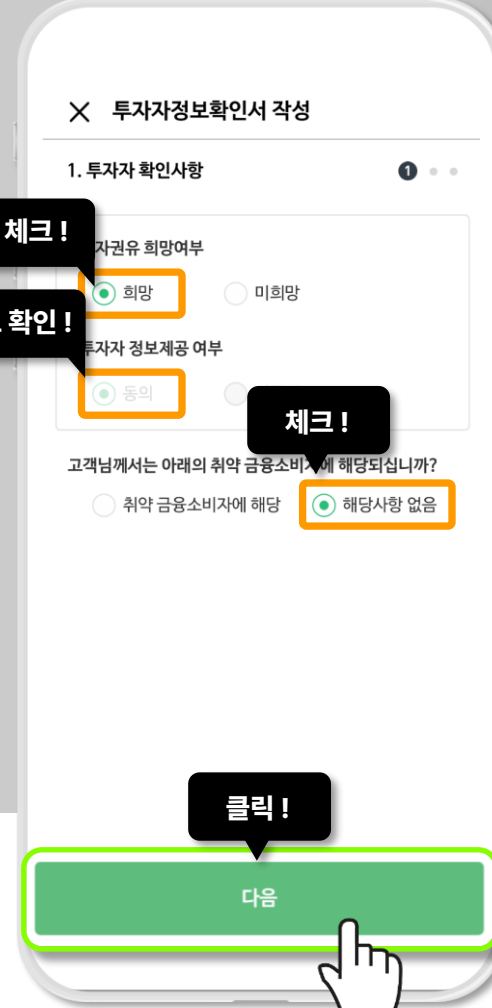 투자자정보확인서 작성
1. 투자자 확인사항
1
체크 !
자권유 희망여부
희망
미희망
확인 !
투자자 정보제공 여부
동의
체크 !
고객님께서는 아래의 취약 금융소비자에 해당되십니까?
취약 금융소비자에 해당
해당사항 없음
클릭 !
다음